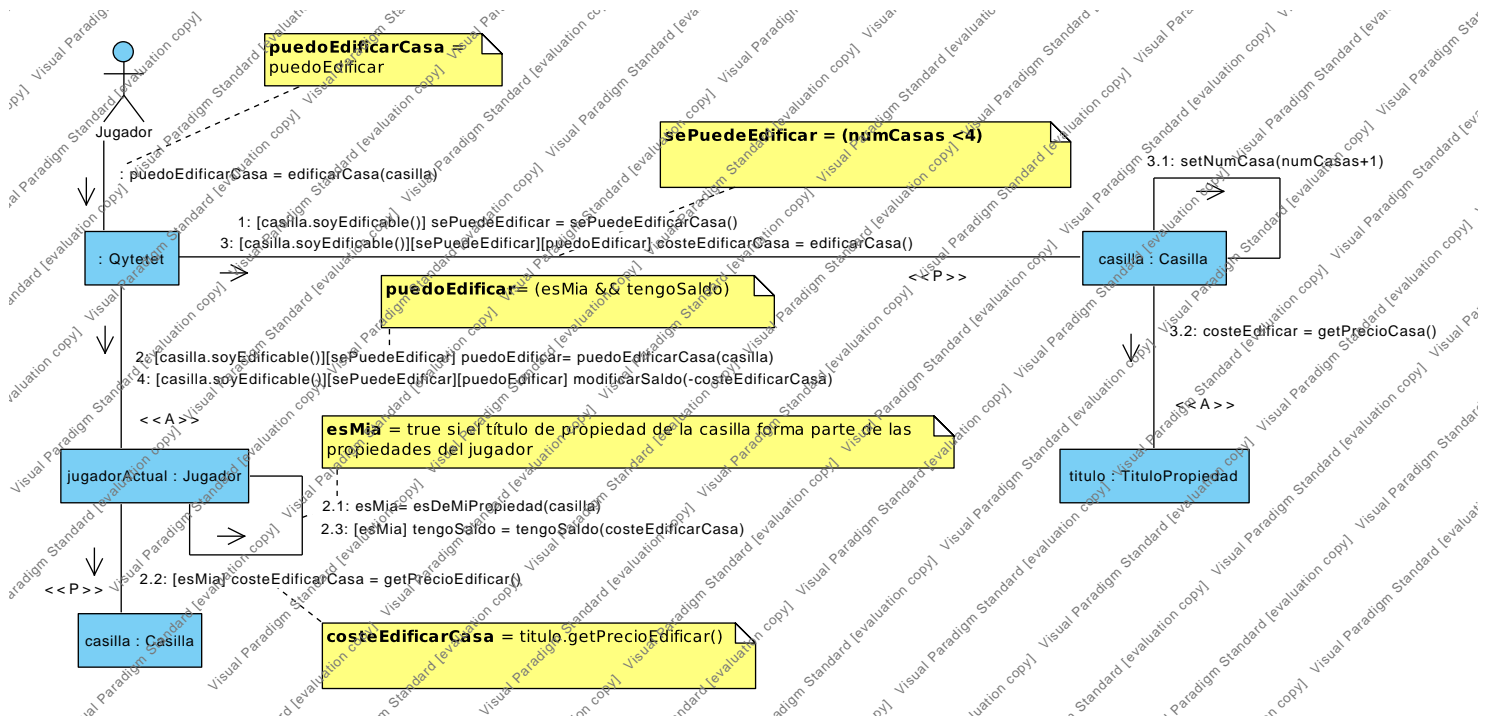 puedoEdificarCasa =
puedoEdificar
Jugador
sePuedeEdificar = (numCasas <4)
3.1: setNumCasa(numCasas+1)
: puedoEdificarCasa = edificarCasa(casilla)
1: [casilla.soyEdificable()] sePuedeEdificar = sePuedeEdificarCasa()
3: [casilla.soyEdificable()][sePuedeEdificar][puedoEdificar] costeEdificarCasa = edificarCasa()
: Qytetet
casilla : Casilla
<<P>>
puedoEdificar= (esMia && tengoSaldo)
3.2: costeEdificar = getPrecioCasa()
2: [casilla.soyEdificable()][sePuedeEdificar] puedoEdificar= puedoEdificarCasa(casilla)
4: [casilla.soyEdificable()][sePuedeEdificar][puedoEdificar] modificarSaldo(-costeEdificarCasa)
<<A>>
<<A>>
esMia = true si el título de propiedad de la casilla forma parte de las
propiedades del jugador
jugadorActual : Jugador
titulo : TituloPropiedad
2.1: esMia= esDeMiPropiedad(casilla)
2.3: [esMia] tengoSaldo = tengoSaldo(costeEdificarCasa)
2.2: [esMia] costeEdificarCasa = getPrecioEdificar()
<<P>>
casilla : Casilla
costeEdificarCasa = titulo.getPrecioEdificar()
Visual Paradigm Standard [evaluation copy]